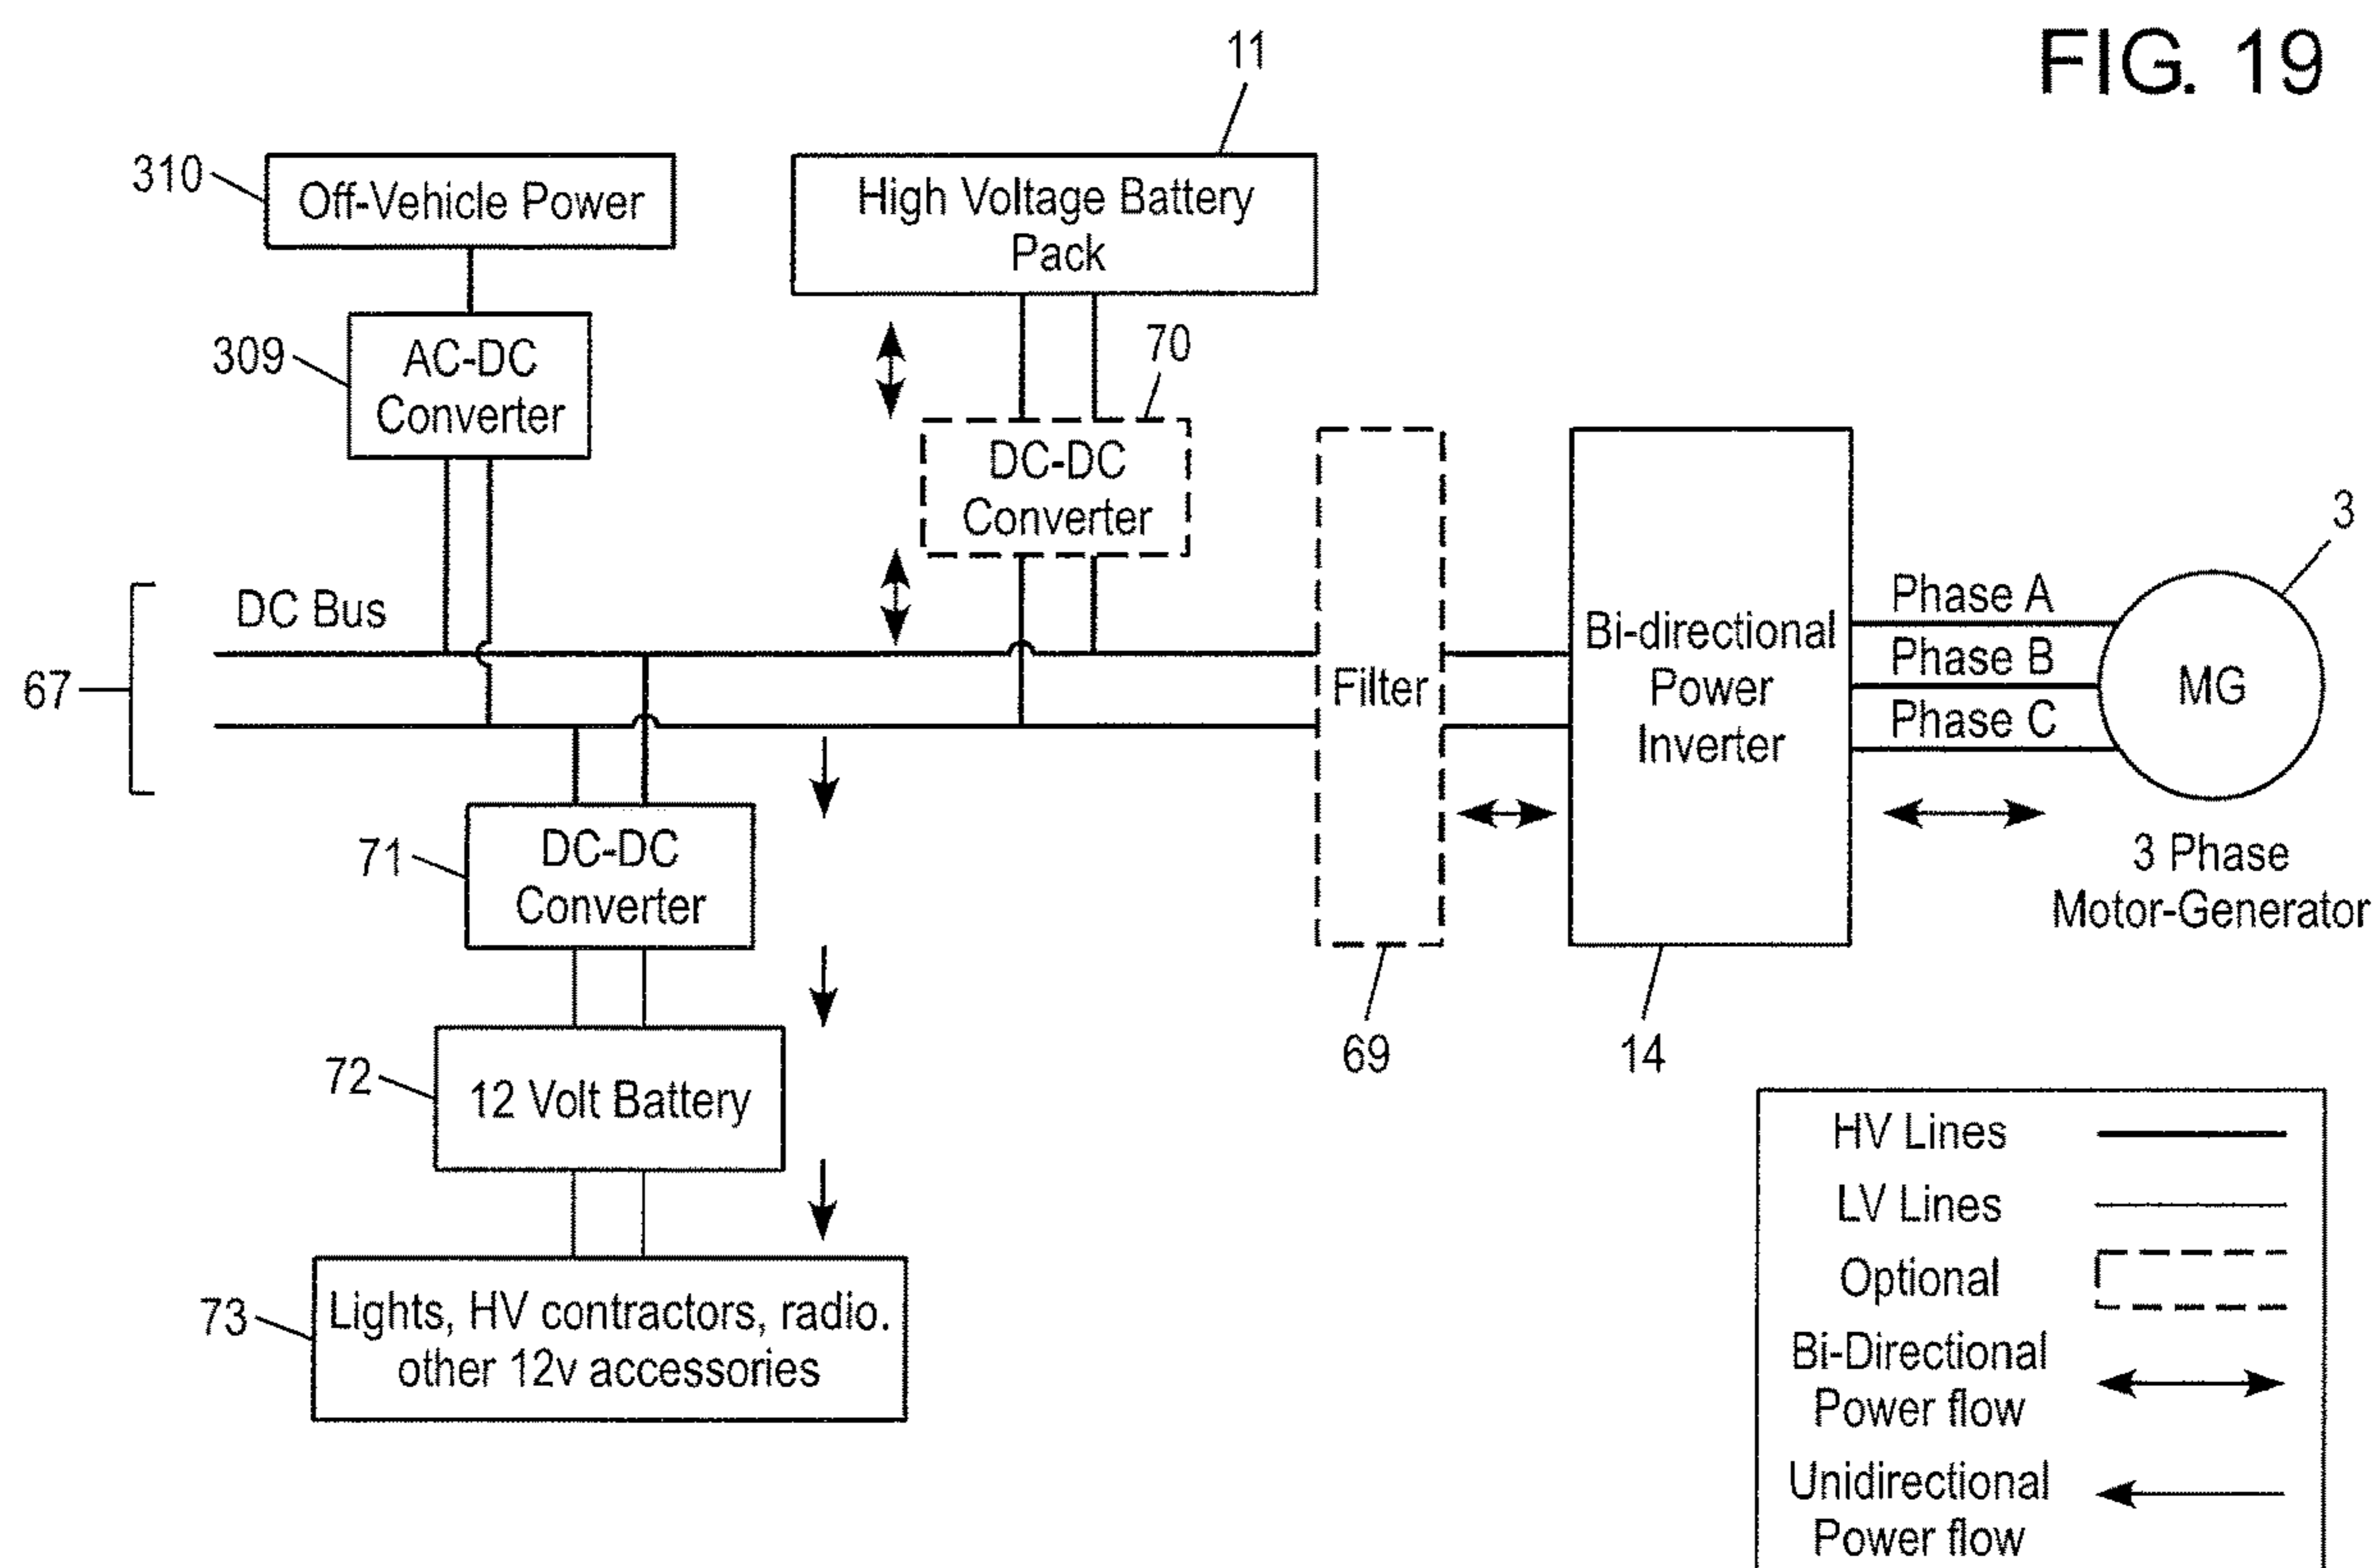 FIG. 19
11
310
Off-Vehicle Power
High Voltage Battery
Pack
309
AC-DC
Converter
70
DC-DC
Converter
3
67
DC Bus
Filter
Bi-directional
Power
Inverter
Phase A
Phase B
Phase C
MG
3 Phase
Motor-Generator
71
DC-DC
Converter
69
14
72
12 Volt Battery
73
Lights, HV contractors, radio.
other 12v accessories
HV Lines
LV Lines
Optional
Bi-Directional
Power flow
Unidirectional
Power flow